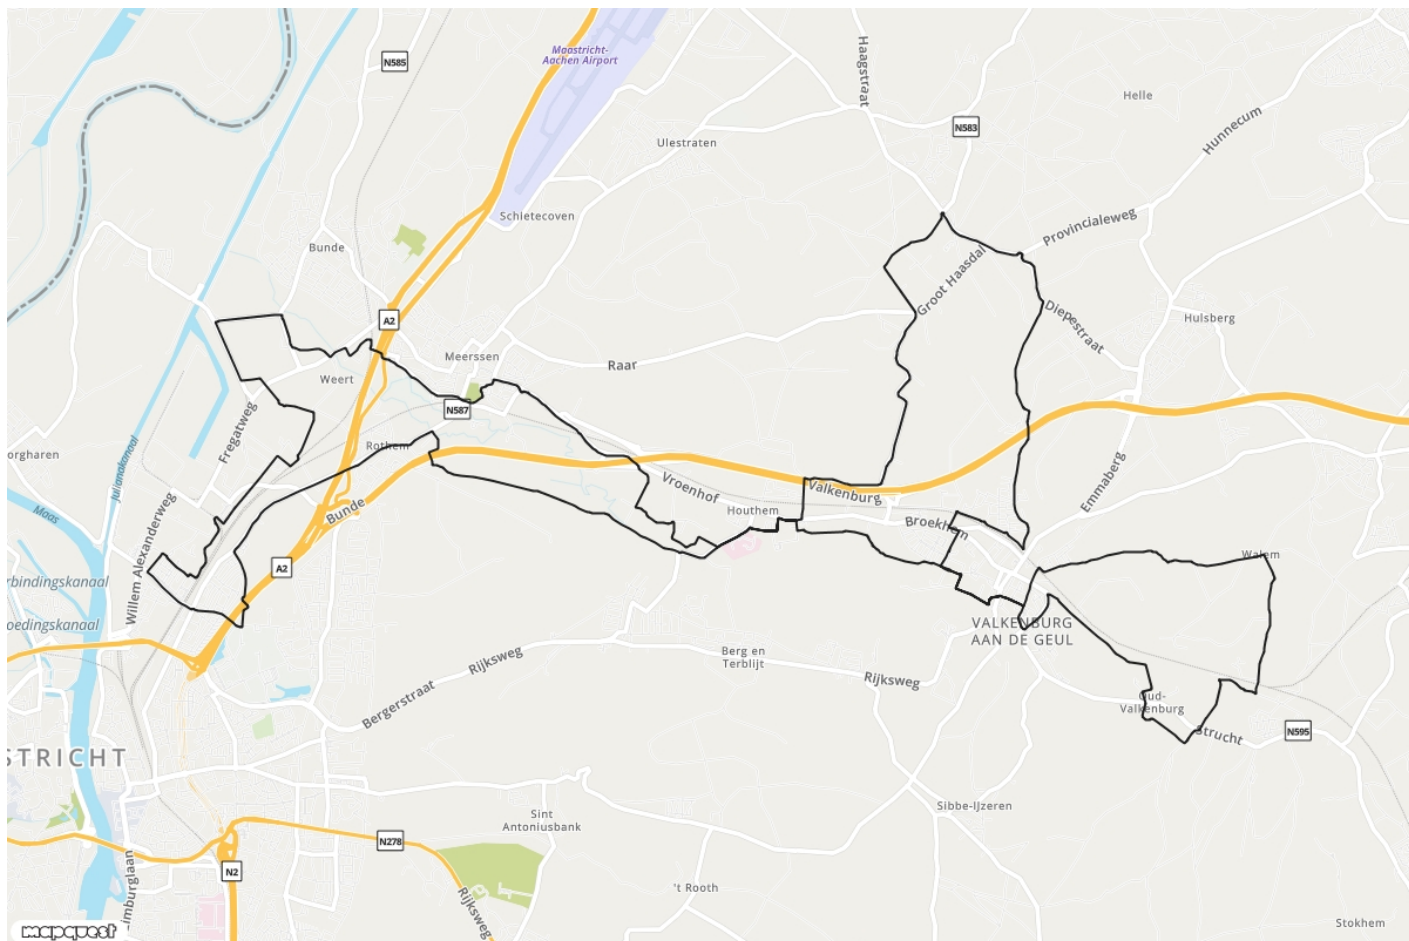 Maastricht-
Aachen Airport
N585
Haagstraat
Helle
N583
Hunnecum
Ulestraten
Schietecoven
Provincialeweg
Bunde
Groot Haasdal
Diepestraat
Hulsberg
A2
Meerssen
Raar
Weert
N587
Fregatweg
Rothem
orgharen
Julianakanaal
Emmaberg
Maas
Vroenhof
Valkenburg
Houthem
Bunde
Broekhem
Willem Alexanderweg
Walem
A2
rbindingskanaal
oedingskanaal
VALKENBURG
AAN DE GEUL
Berg en
Terblijt
Rijksweg
Rijksweg
Bergerstraat
Oud-
Valkenburg
Strucht
N595
STRICHT
Sibbe-IJzeren
Sint
Antoniusbank
N278
N2
't Rooth
Rijksweg
imburglaan
Stokhem
mapquest